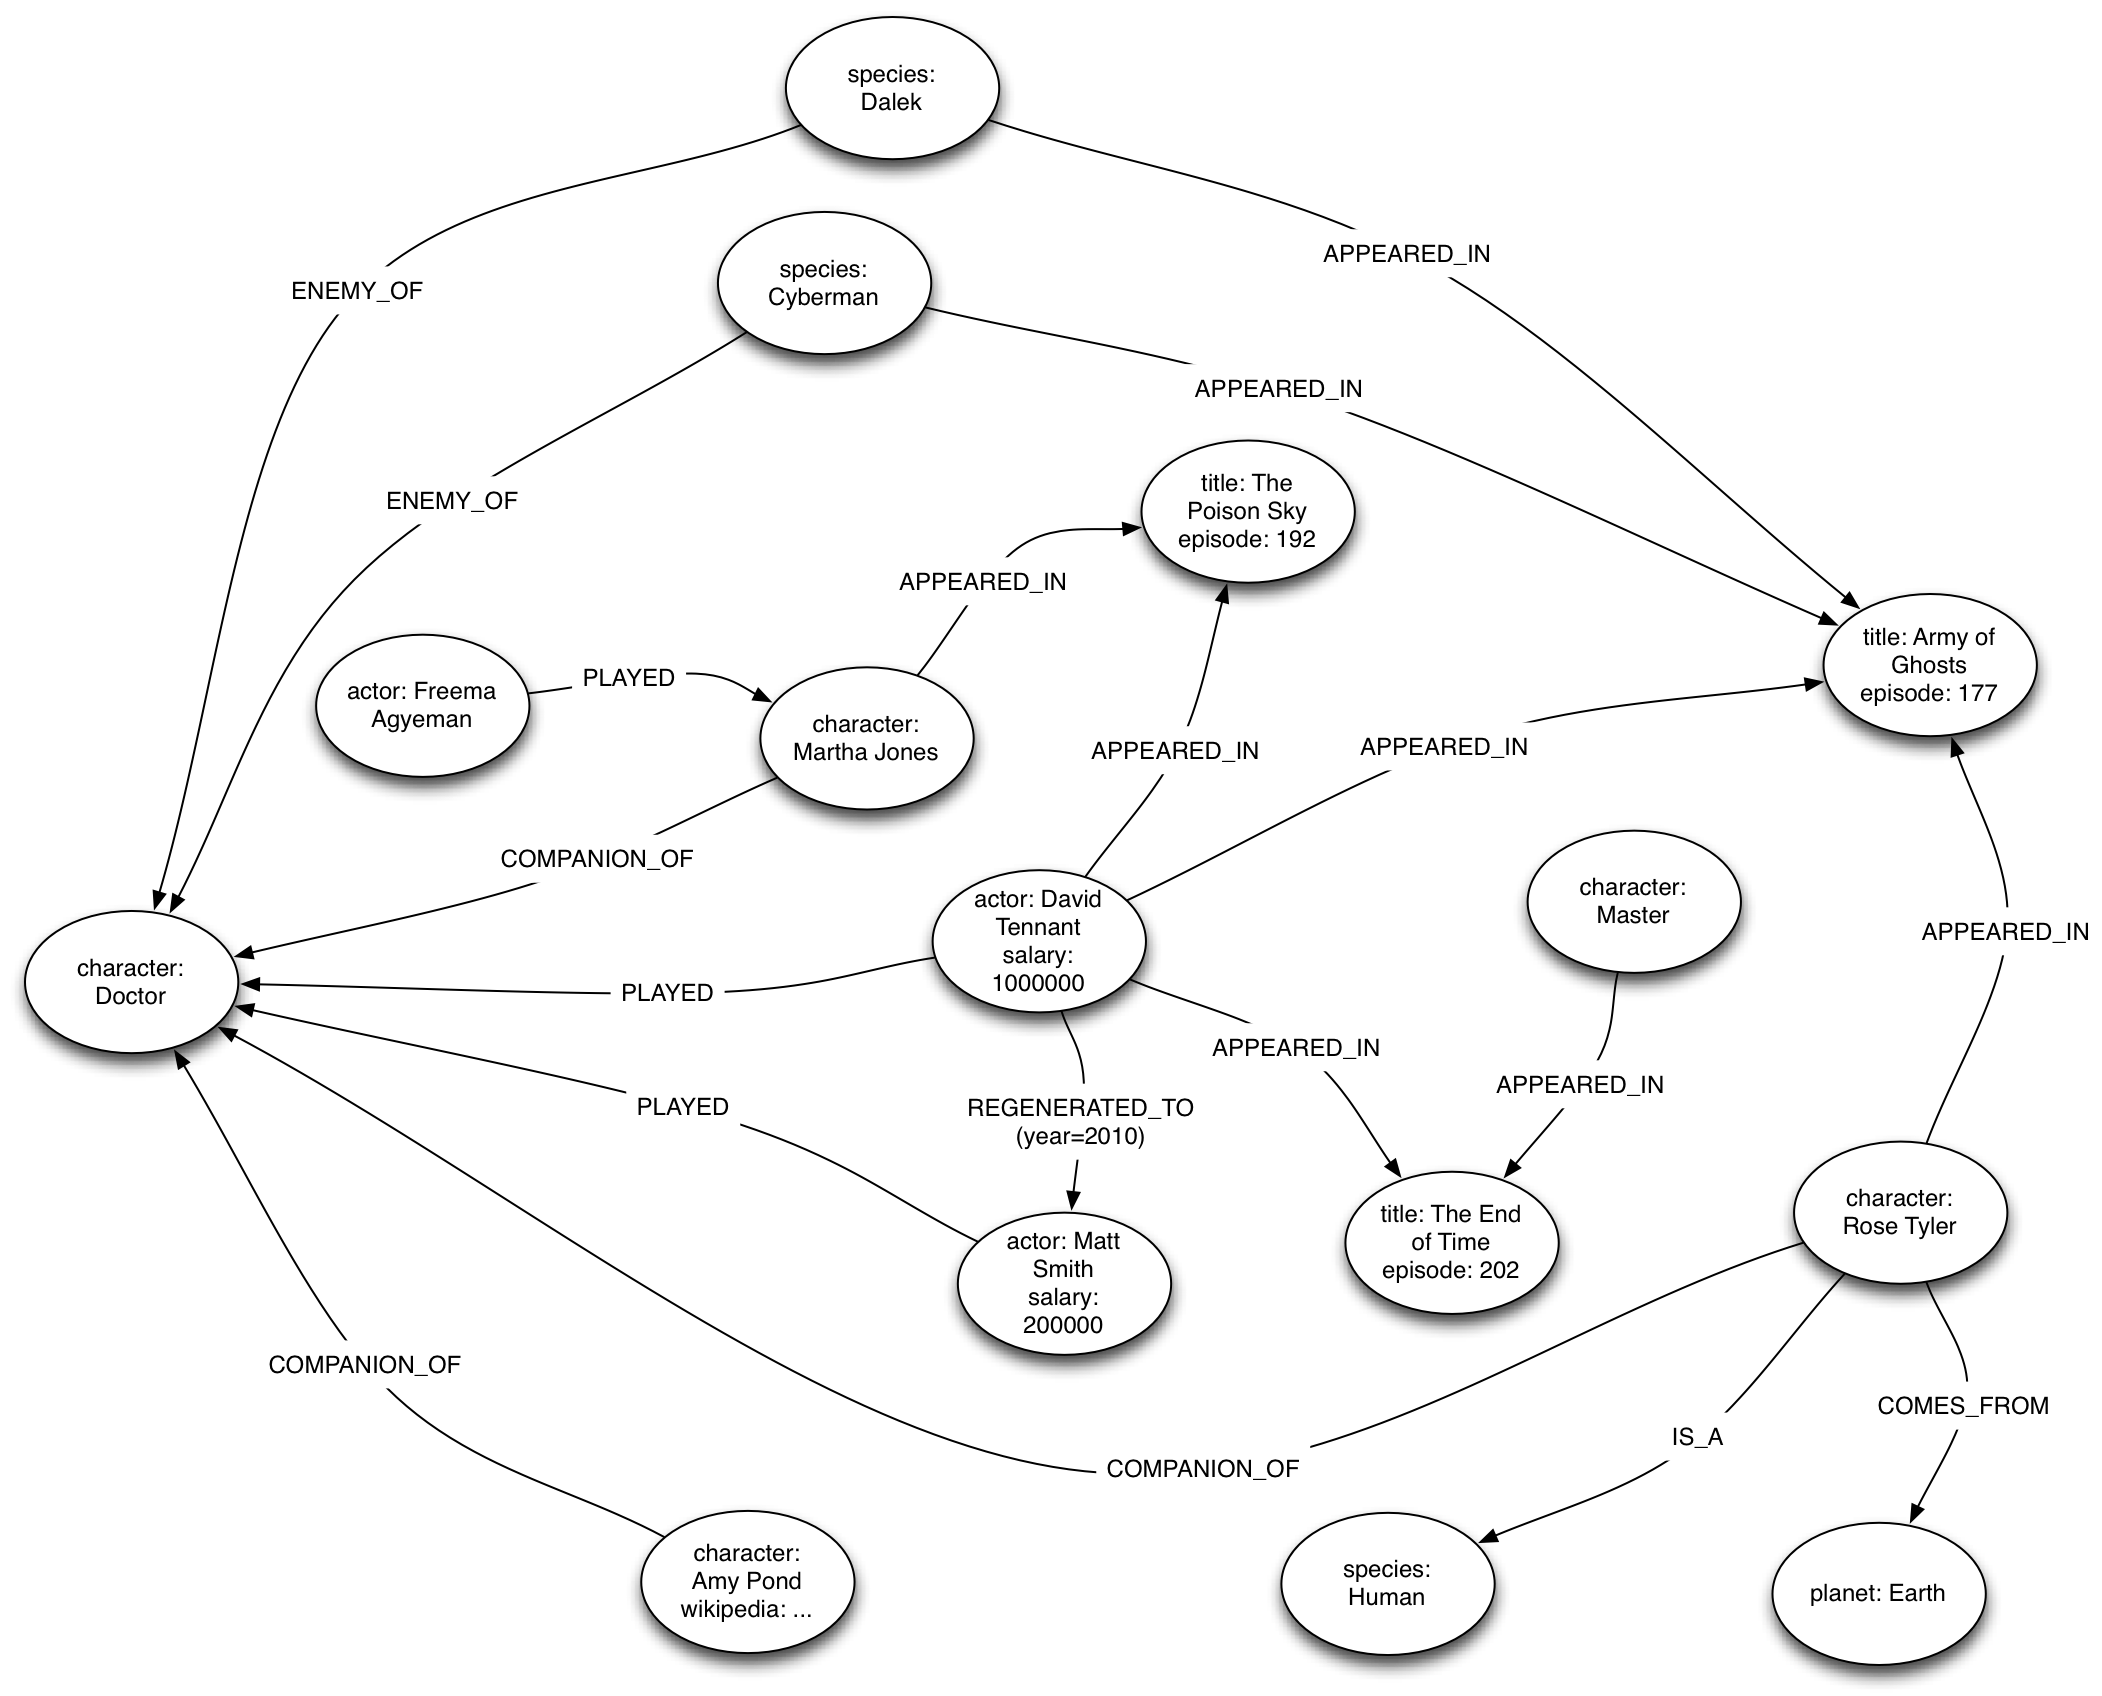 species:
Dalek
APPEARED_IN
species:
Cyberman
ENEMY_OF
APPEARED_IN
title: The
Poison Sky
episode: 192
ENEMY_OF
APPEARED_IN
title: Army of
Ghosts
episode: 177
actor: Freema
Agyeman
PLAYED
character:
Martha Jones
APPEARED_IN
APPEARED_IN
COMPANION_OF
actor: David
Tennant
salary:
1000000
character:
Master
APPEARED_IN
character:
Doctor
PLAYED
APPEARED_IN
APPEARED_IN
PLAYED
REGENERATED_TO
(year=2010)
character:
Rose Tyler
title: The End
of Time
episode: 202
actor: Matt
Smith
salary:
200000
COMPANION_OF
COMES_FROM
IS_A
COMPANION_OF
character:
Amy Pond
wikipedia: ...
species:
Human
planet: Earth